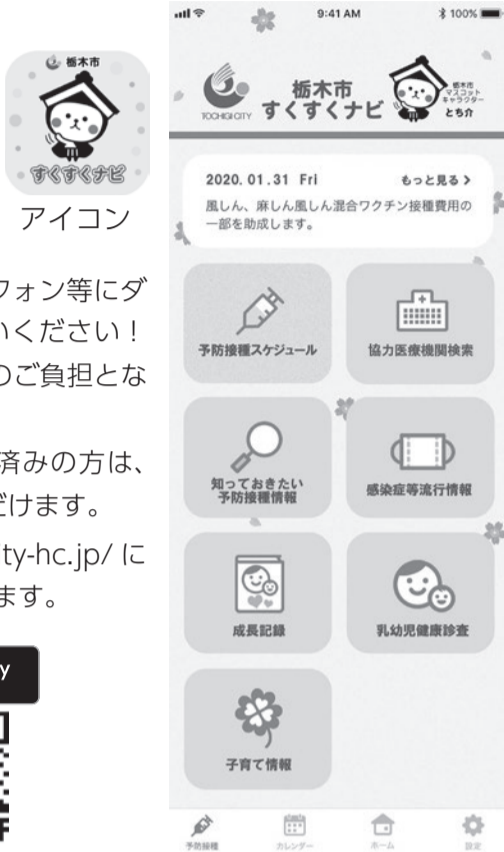 栃木市
すくすくナビ
アイコン
フォン等にダ
いください！
のご負担とな
済みの方は、
だけます。
ty-hc.jp/ に
ます。
y
9:41 AM
100%
TOCHIGI CITY
栃木市
すくすくナビ
栃木市
マスコット
キャラクター
とち介
2020.01.31 Fri
もっと見る
風しん、麻しん風しん混合ワクチン接種費用の
一部を助成します。
予防接種スケジュール
協力医療機関検索
知っておきたい
予防接種情報
感染症等流行情報
成長記録
乳幼児健康診査
子育て情報
予防接種
カレンダー
ホーム
設定